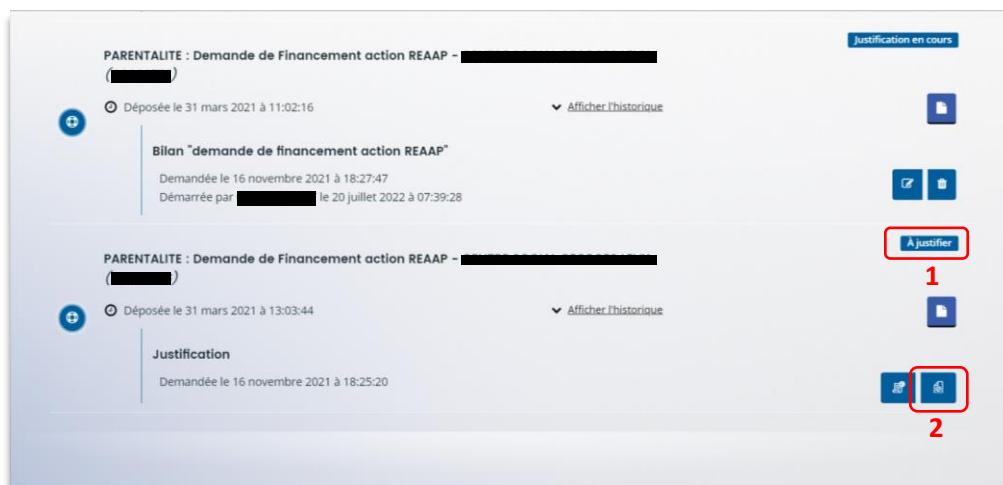 Justification en cours
PARENTALITE : Demande de Financement action REAAP –
( )
Déposée le 31 mars 2021 à 11:02:16
Afficher l'historique
Bilan "demande de financement action REAAP"
Demandée le 16 novembre 2021 à 18:27:47
Démarrée par le 20 juillet 2022 à 07:39:28
À justifier
1
PARENTALITE : Demande de Financement action REAAP –
( )
Déposée le 31 mars 2021 à 13:03:44
Afficher l'historique
Justification
Demandée le 16 novembre 2021 à 18:25:20
2